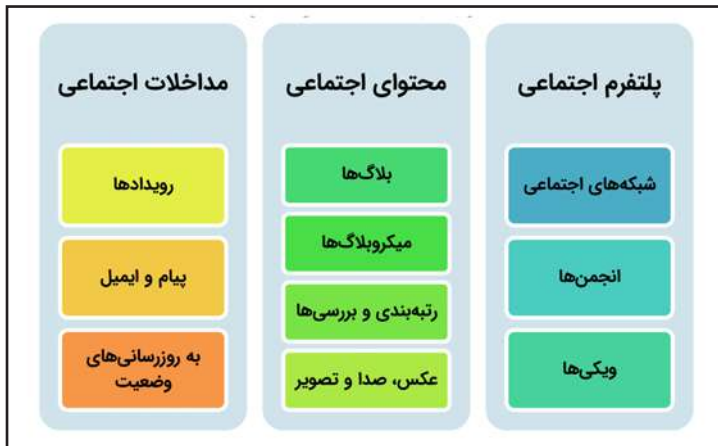 پلتفرم اجتماعی
شبکه‌های اجتماعی
انجمن‌ها
ویکی‌ها
محتوای اجتماعی
بلاگ‌ها
میکروبلاگ‌ها
رتبه‌بندی و بررسی‌ها
عکس، صدا و تصویر
مداخلات اجتماعی
رویدادها
پیام و ایمیل
به روزرسانی‌های
وضعیت